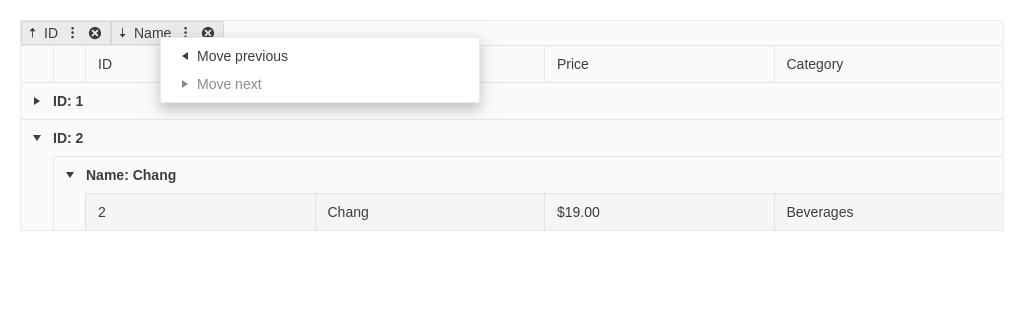 ID Name
Move previous
Move next
ID Price Category
ID: 1
ID: 2
Name: Chang
2 Chang $19.00 Beverages